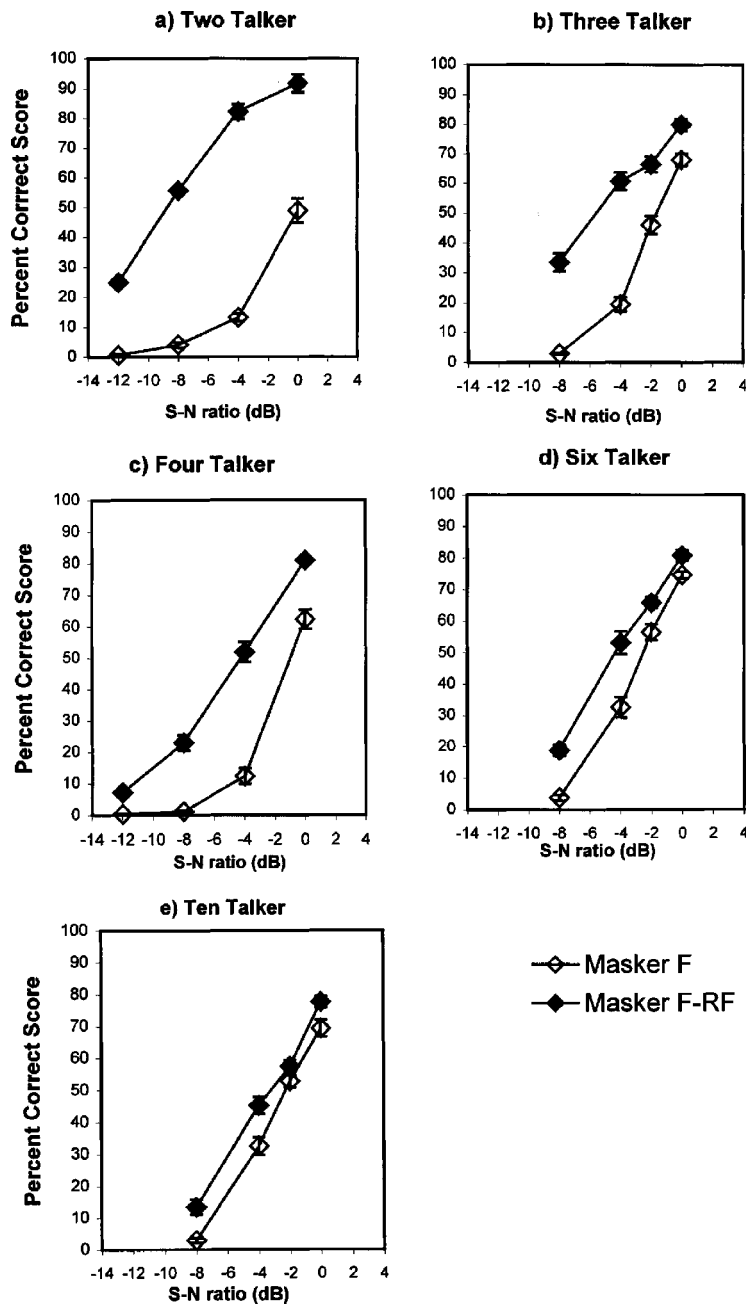 a) Two Talker
Percent Corrrect Score
100
90
80
70
60
50
40
30
20
10
0
-14 -12 -10 -8 -6 -4 -2 0 2 4
S-N ratio (dB)
b) Three Talker
100
90
80
70
60
50
40
30
20
10
0
-14 -12 -10 -8 -6 -4 -2 0 2 4
S-N ratio (dB)
c) Four Talker
Percent Correct Score
100
90
80
70
60
50
40
30
20
10
0
-14 -12 -10 -8 -6 -4 -2 0 2 4
S-N ratio (dB)
d) Six Talker
100
90
80
70
60
50
40
30
20
10
0
-14 -12 -10 -8 -6 -4 -2 0 2 4
S-N ratio (dB)
e) Ten Talker
Percent Correct Score
100
90
80
70
60
50
40
30
20
10
0
-14 -12 -10 -8 -6 -4 -2 0 2 4
S-N ratio (dB)
Masker F
Masker F-RF